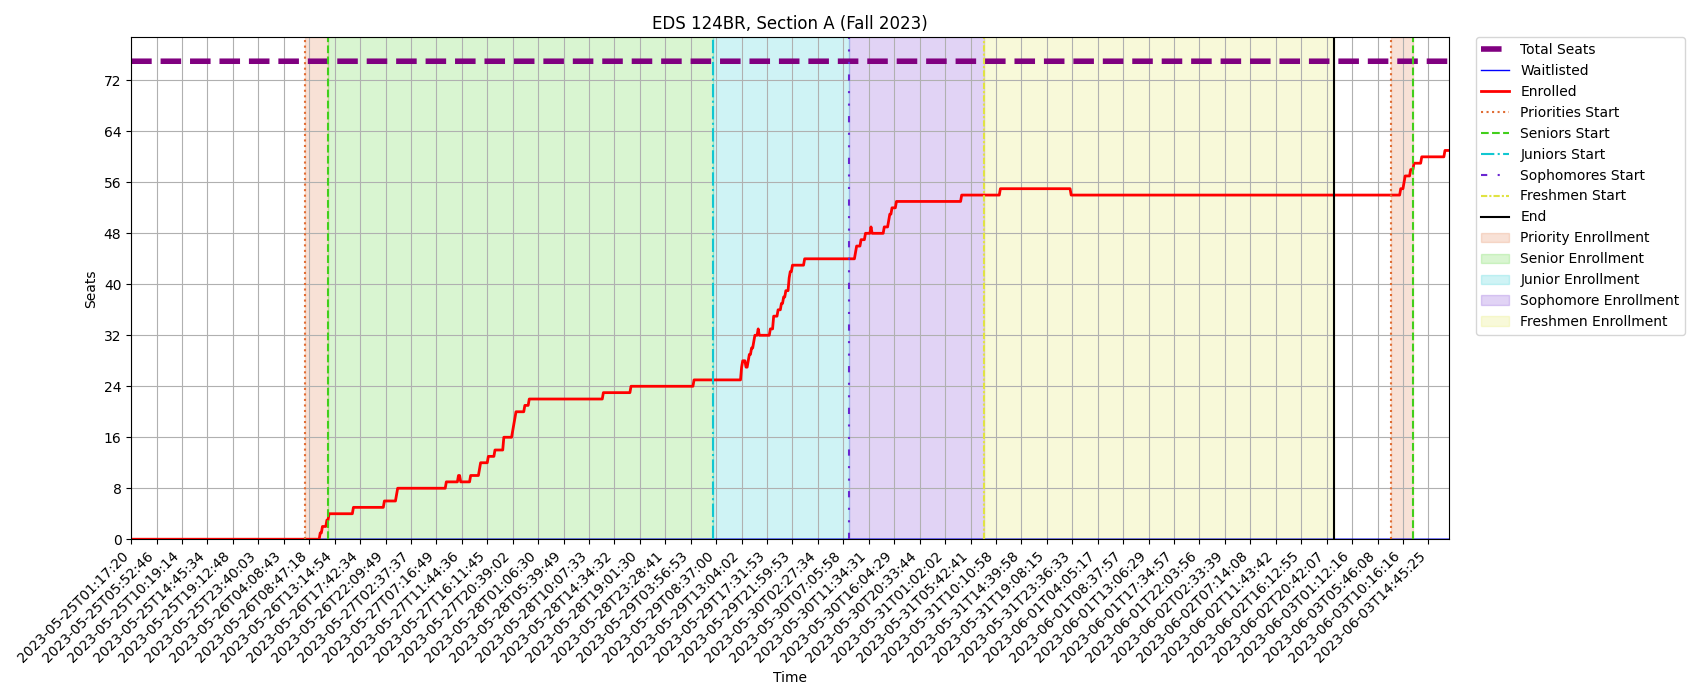 EDS 124BR, Section A (Fall 2023)
Total Seats
Waitlisted
Enrolled
Priorities Start
Seniors Start
Juniors Start
Sophomores Start
Freshmen Start
End
Priority Enrollment
Senior Enrollment
Junior Enrollment
Sophomore Enrollment
Freshmen Enrollment
Seats
72
64
56
48
40
32
24
16
8
0
2023-05-25T01:17:20
2023-05-25T05:52:46
2023-05-25T10:19:14
2023-05-25T14:45:34
2023-05-25T19:12:48
2023-05-25T23:40:03
2023-05-26T04:08:43
2023-05-26T08:47:18
2023-05-26T13:14:54
2023-05-26T17:42:34
2023-05-26T22:09:49
2023-05-27T02:37:37
2023-05-27T07:16:49
2023-05-27T11:44:36
2023-05-27T16:11:45
2023-05-27T20:39:02
2023-05-28T01:06:30
2023-05-28T05:39:49
2023-05-28T10:07:33
2023-05-28T14:34:32
2023-05-28T19:01:30
2023-05-28T23:28:41
2023-05-29T03:56:53
2023-05-29T08:37:00
2023-05-29T13:04:02
2023-05-29T17:31:53
2023-05-29T21:59:53
2023-05-30T02:27:34
2023-05-30T07:05:58
2023-05-30T11:34:31
2023-05-30T16:04:29
2023-05-30T20:33:44
2023-05-31T01:02:02
2023-05-31T05:42:41
2023-05-31T10:10:58
2023-05-31T14:39:58
2023-05-31T19:08:15
2023-05-31T23:36:33
2023-06-01T04:05:17
2023-06-01T08:37:57
2023-06-01T13:06:29
2023-06-01T17:34:57
2023-06-01T22:03:56
2023-06-02T02:33:39
2023-06-02T07:14:08
2023-06-02T11:43:42
2023-06-02T16:12:55
2023-06-02T20:42:07
2023-06-03T01:12:16
2023-06-03T05:46:08
2023-06-03T10:16:16
2023-06-03T14:45:25
Time